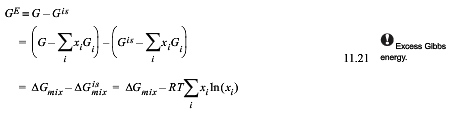 G^E ≡ G – G^{is}
= (G – ∑_i x_i G_i) – (G^{is} – ∑_i x_i G_i)
11.21
! Excess Gibbs energy.
= ΔG_{mix} – ΔG^{is}_{mix} = ΔG_{mix} – RT∑_i x_i ln(x_i)